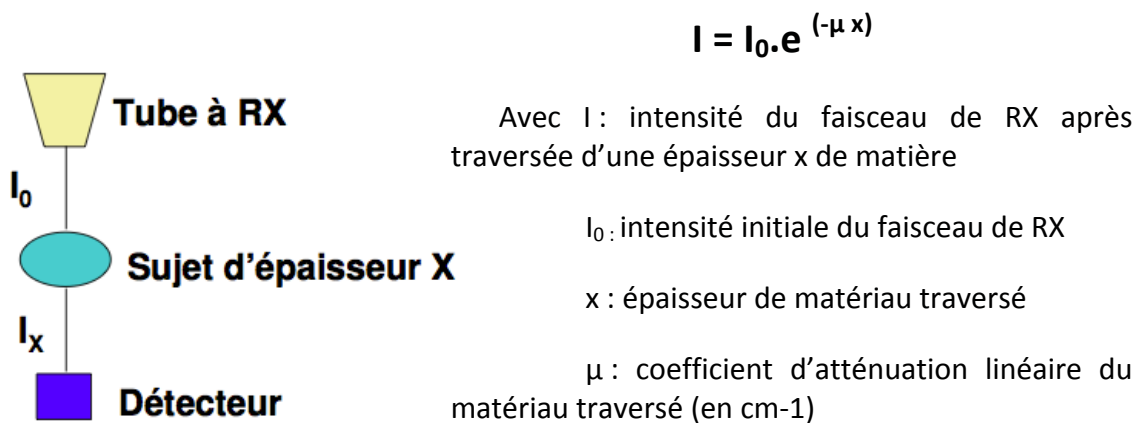 I = I₀.e ⁽⁻µ ˣ⁾
Tube à RX
I₀
Sujet d'épaisseur X
Iₓ
Détecteur
Avec I : intensité du faisceau de RX après
traversée d'une épaisseur x de matière
I₀ : intensité initiale du faisceau de RX
x : épaisseur de matériau traversé
µ : coefficient d'atténuation linéaire du
matériau traversé (en cm-1)